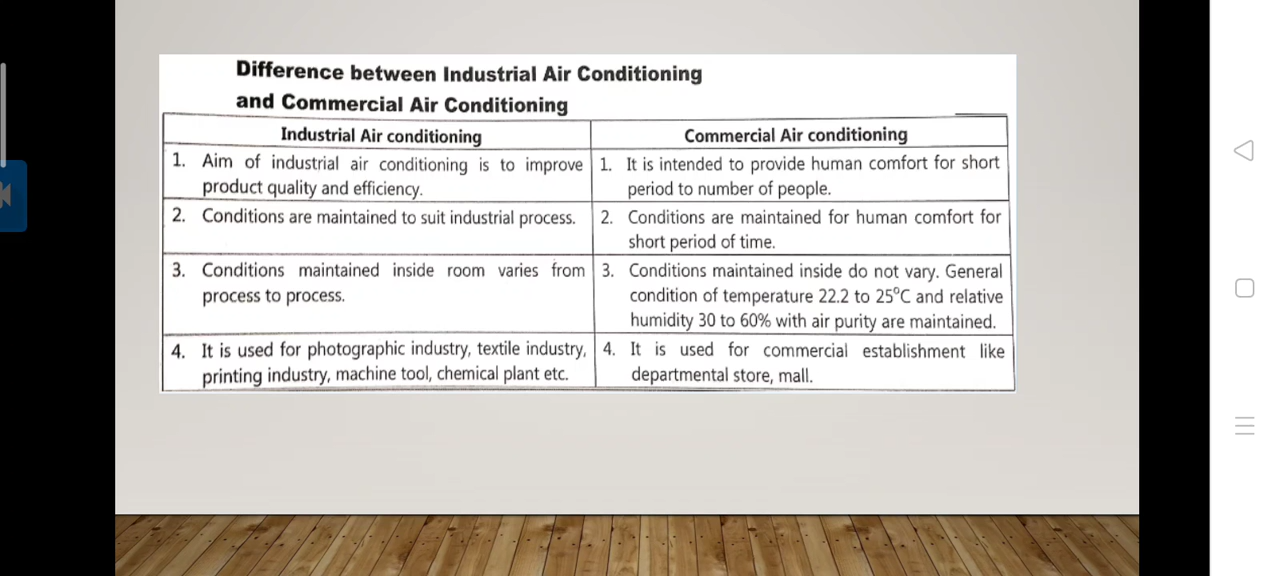 Difference between Industrial Air Conditioning
and Commercial Air Conditioning
Industrial Air conditioning
Commercial Air conditioning
1. Aim of industrial air conditioning is to improve
product quality and efficiency.
1. It is intended to provide human comfort for short
period to number of people.
2. Conditions are maintained to suit industrial process.
2. Conditions are maintained for human comfort for
short period of time.
3. Conditions maintained inside room varies from
process to process.
3. Conditions maintained inside do not vary. General
condition of temperature 22.2 to 25°C and relative
humidity 30 to 60% with air purity are maintained.
4. It is used for photographic industry, textile industry,
printing industry, machine tool, chemical plant etc.
4. It is used for commercial establishment like
departmental store, mall.